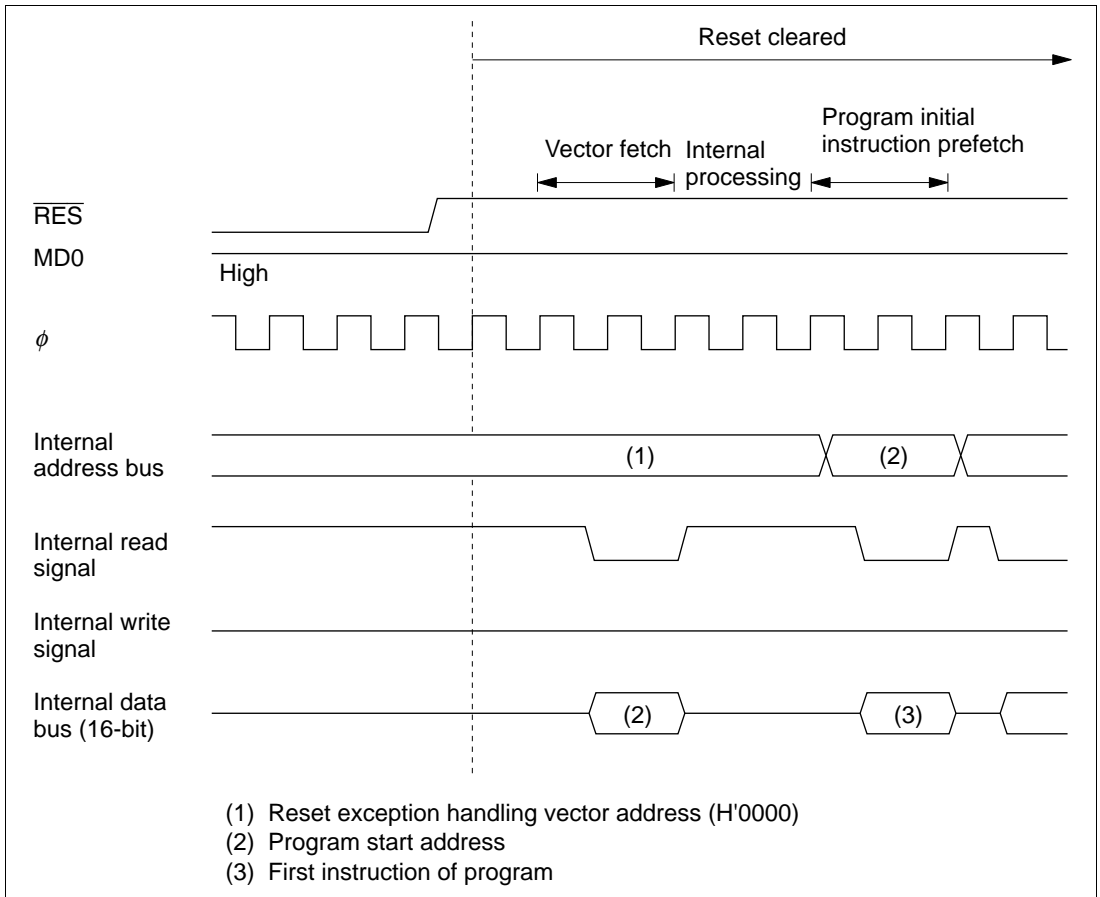 Reset cleared
Program initial
instruction prefetch
Vector fetch
Internal
processing
RES
MD0
High
ϕ
Internal
address bus
(1)
(2)
Internal read
signal
Internal write
signal
Internal data
bus (16-bit)
(2)
(3)
(1) Reset exception handling vector address (H'0000)
(2) Program start address
(3) First instruction of program